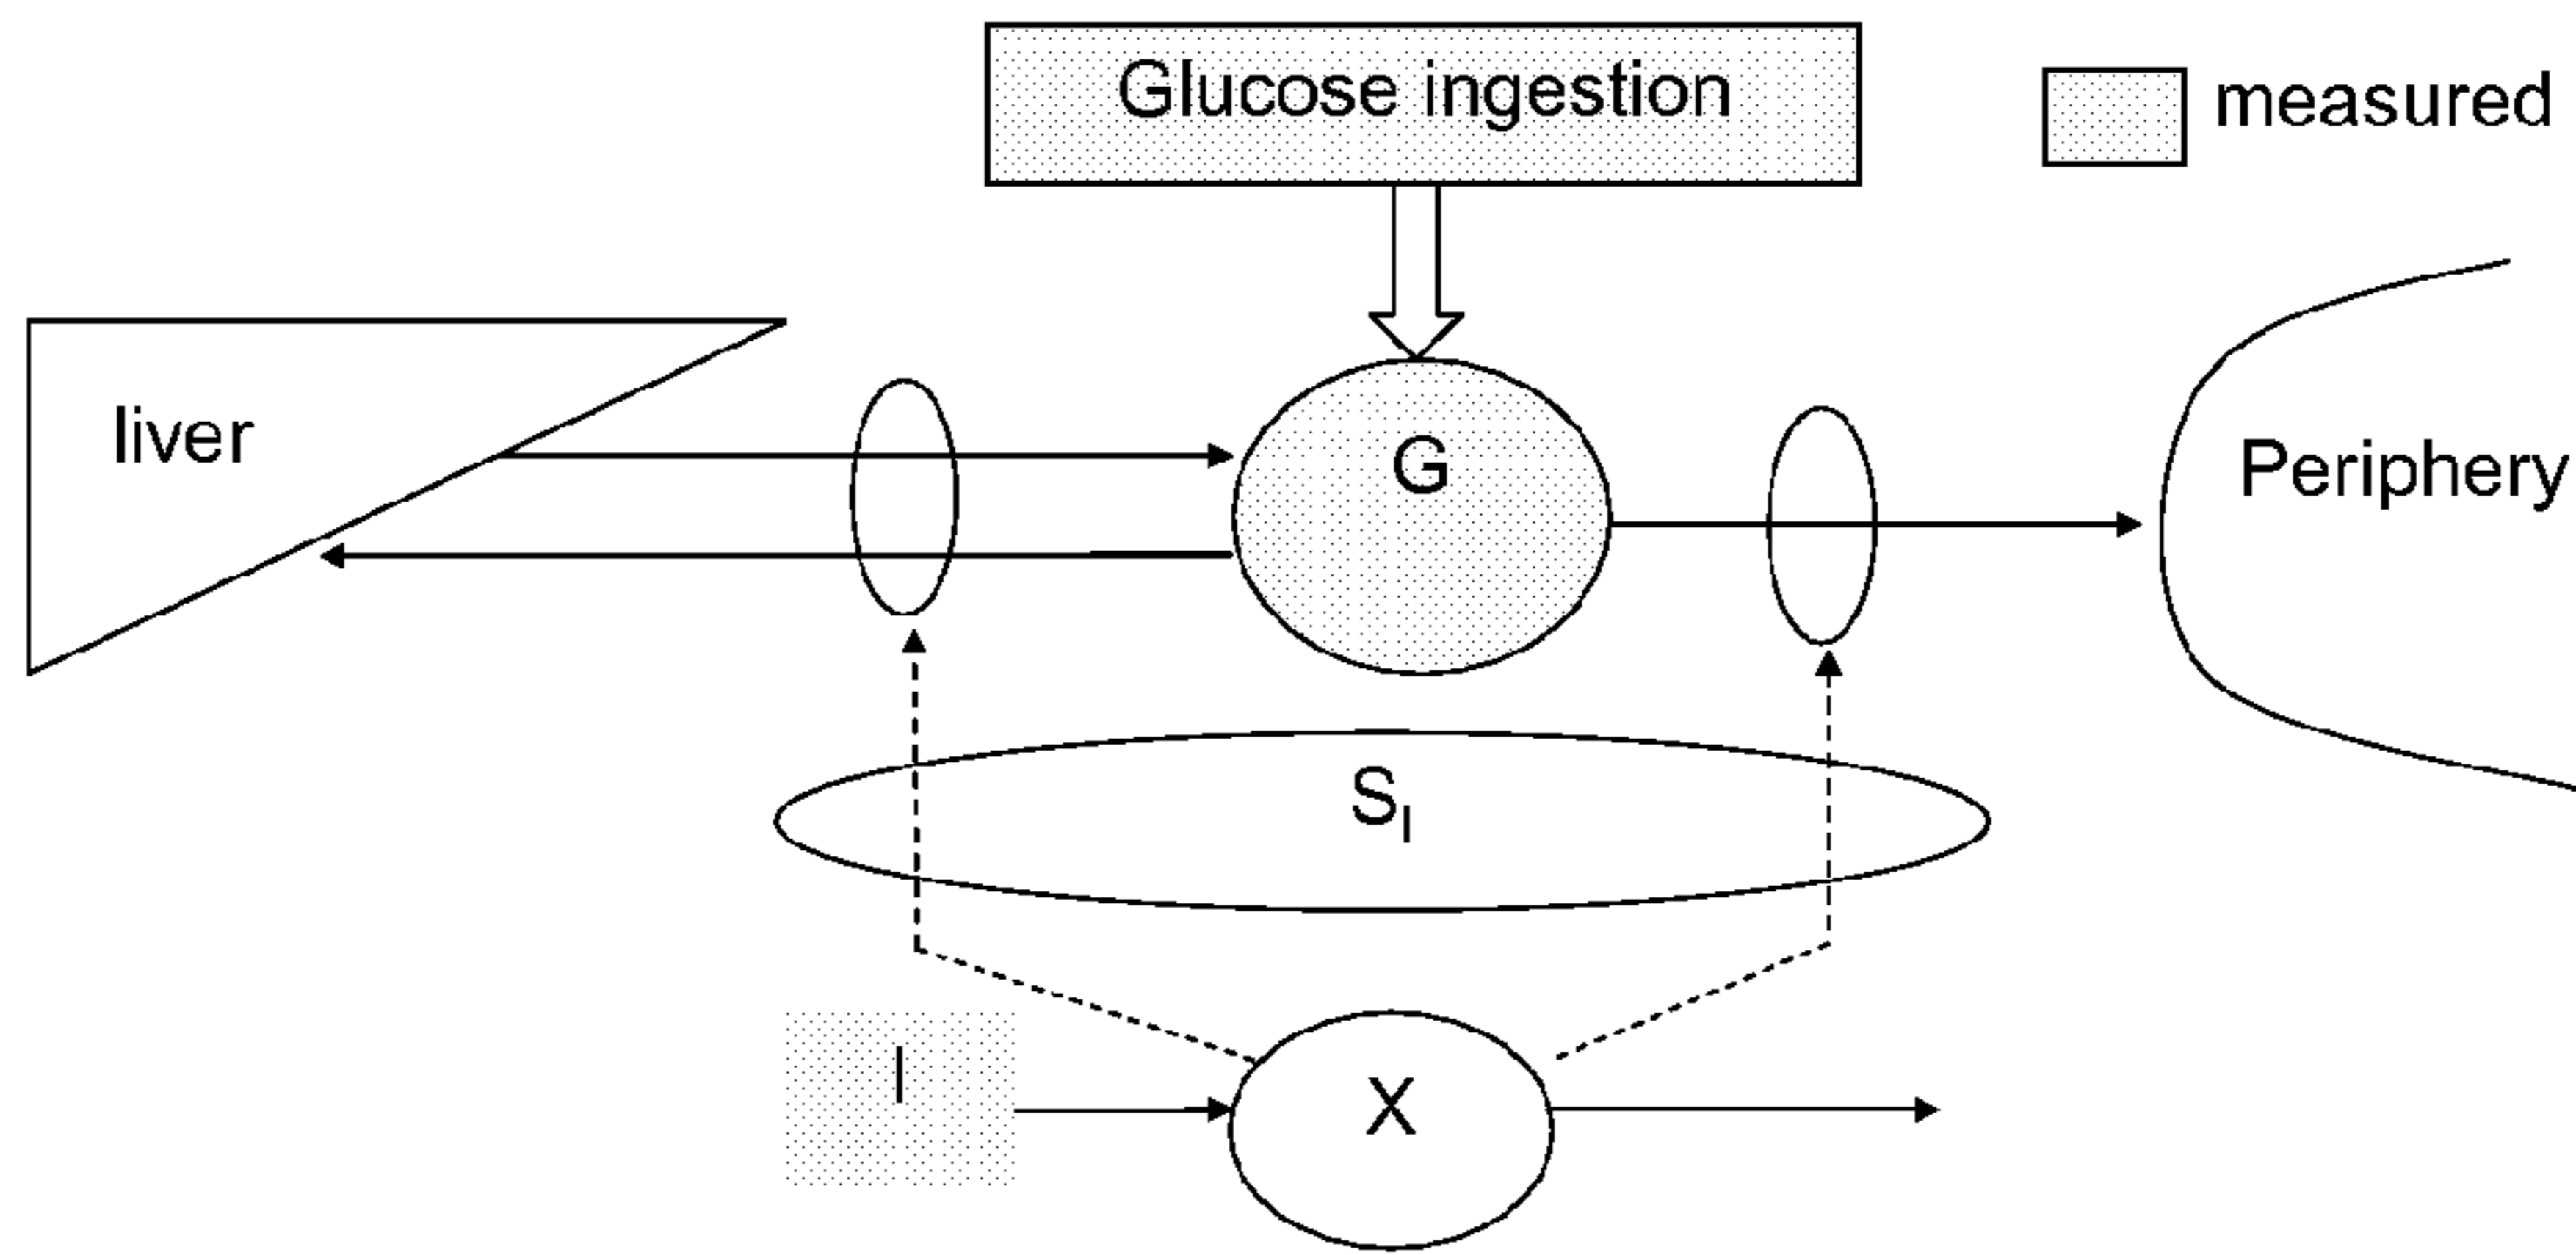 Glucose ingestion
measured
liver
G
Periphery
S_I
I
X